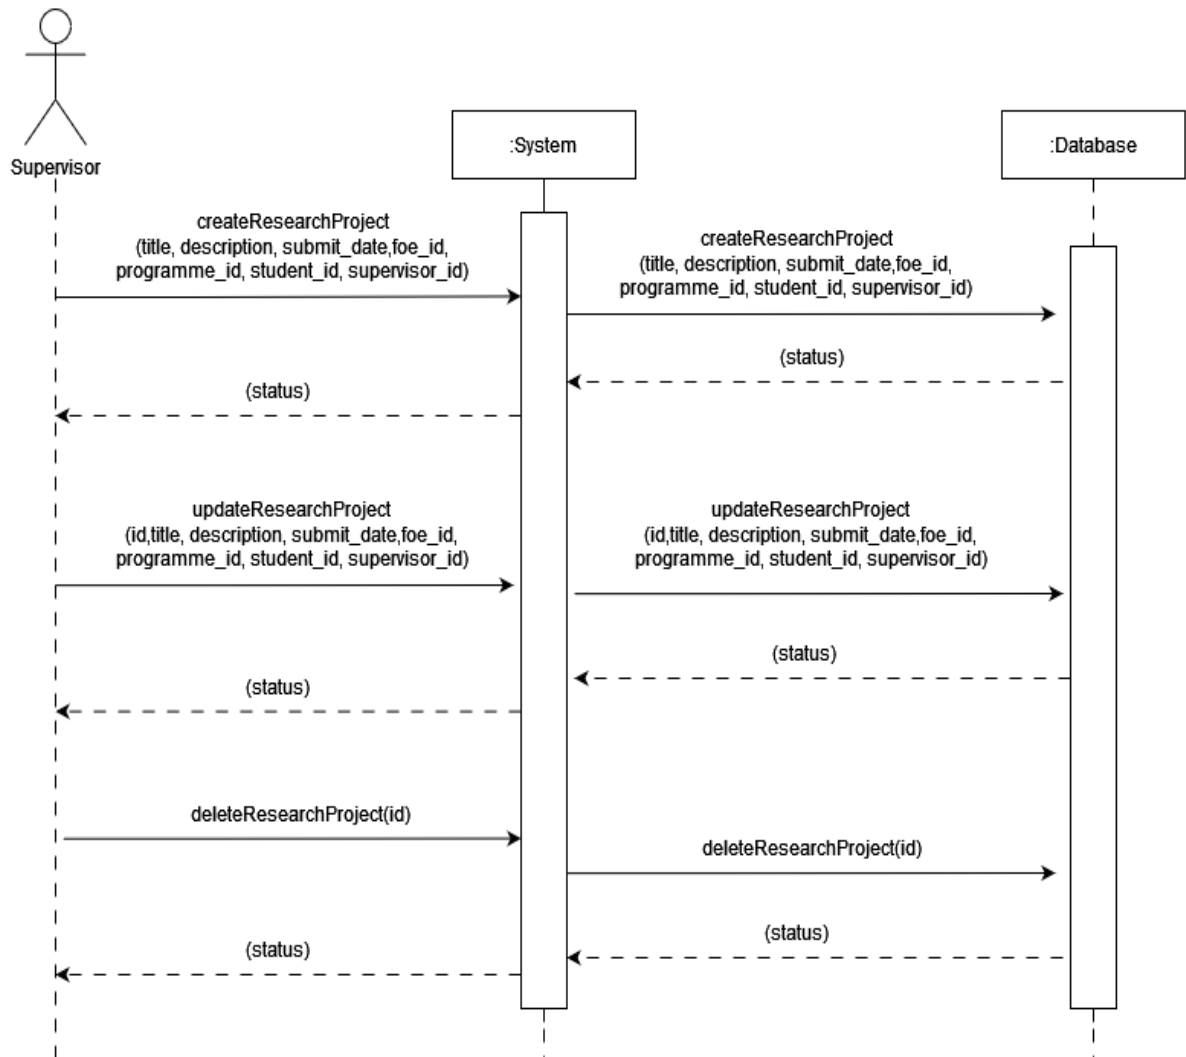 Supervisor
:System
:Database
createResearchProject
(title, description, submit_date,foe_id,
programme_id, student_id, supervisor_id)
createResearchProject
(title, description, submit_date,foe_id,
programme_id, student_id, supervisor_id)
(status)
(status)
updateResearchProject
(id,title, description, submit_date,foe_id,
programme_id, student_id, supervisor_id)
updateResearchProject
(id,title, description, submit_date,foe_id,
programme_id, student_id, supervisor_id)
(status)
(status)
deleteResearchProject(id)
deleteResearchProject(id)
(status)
(status)